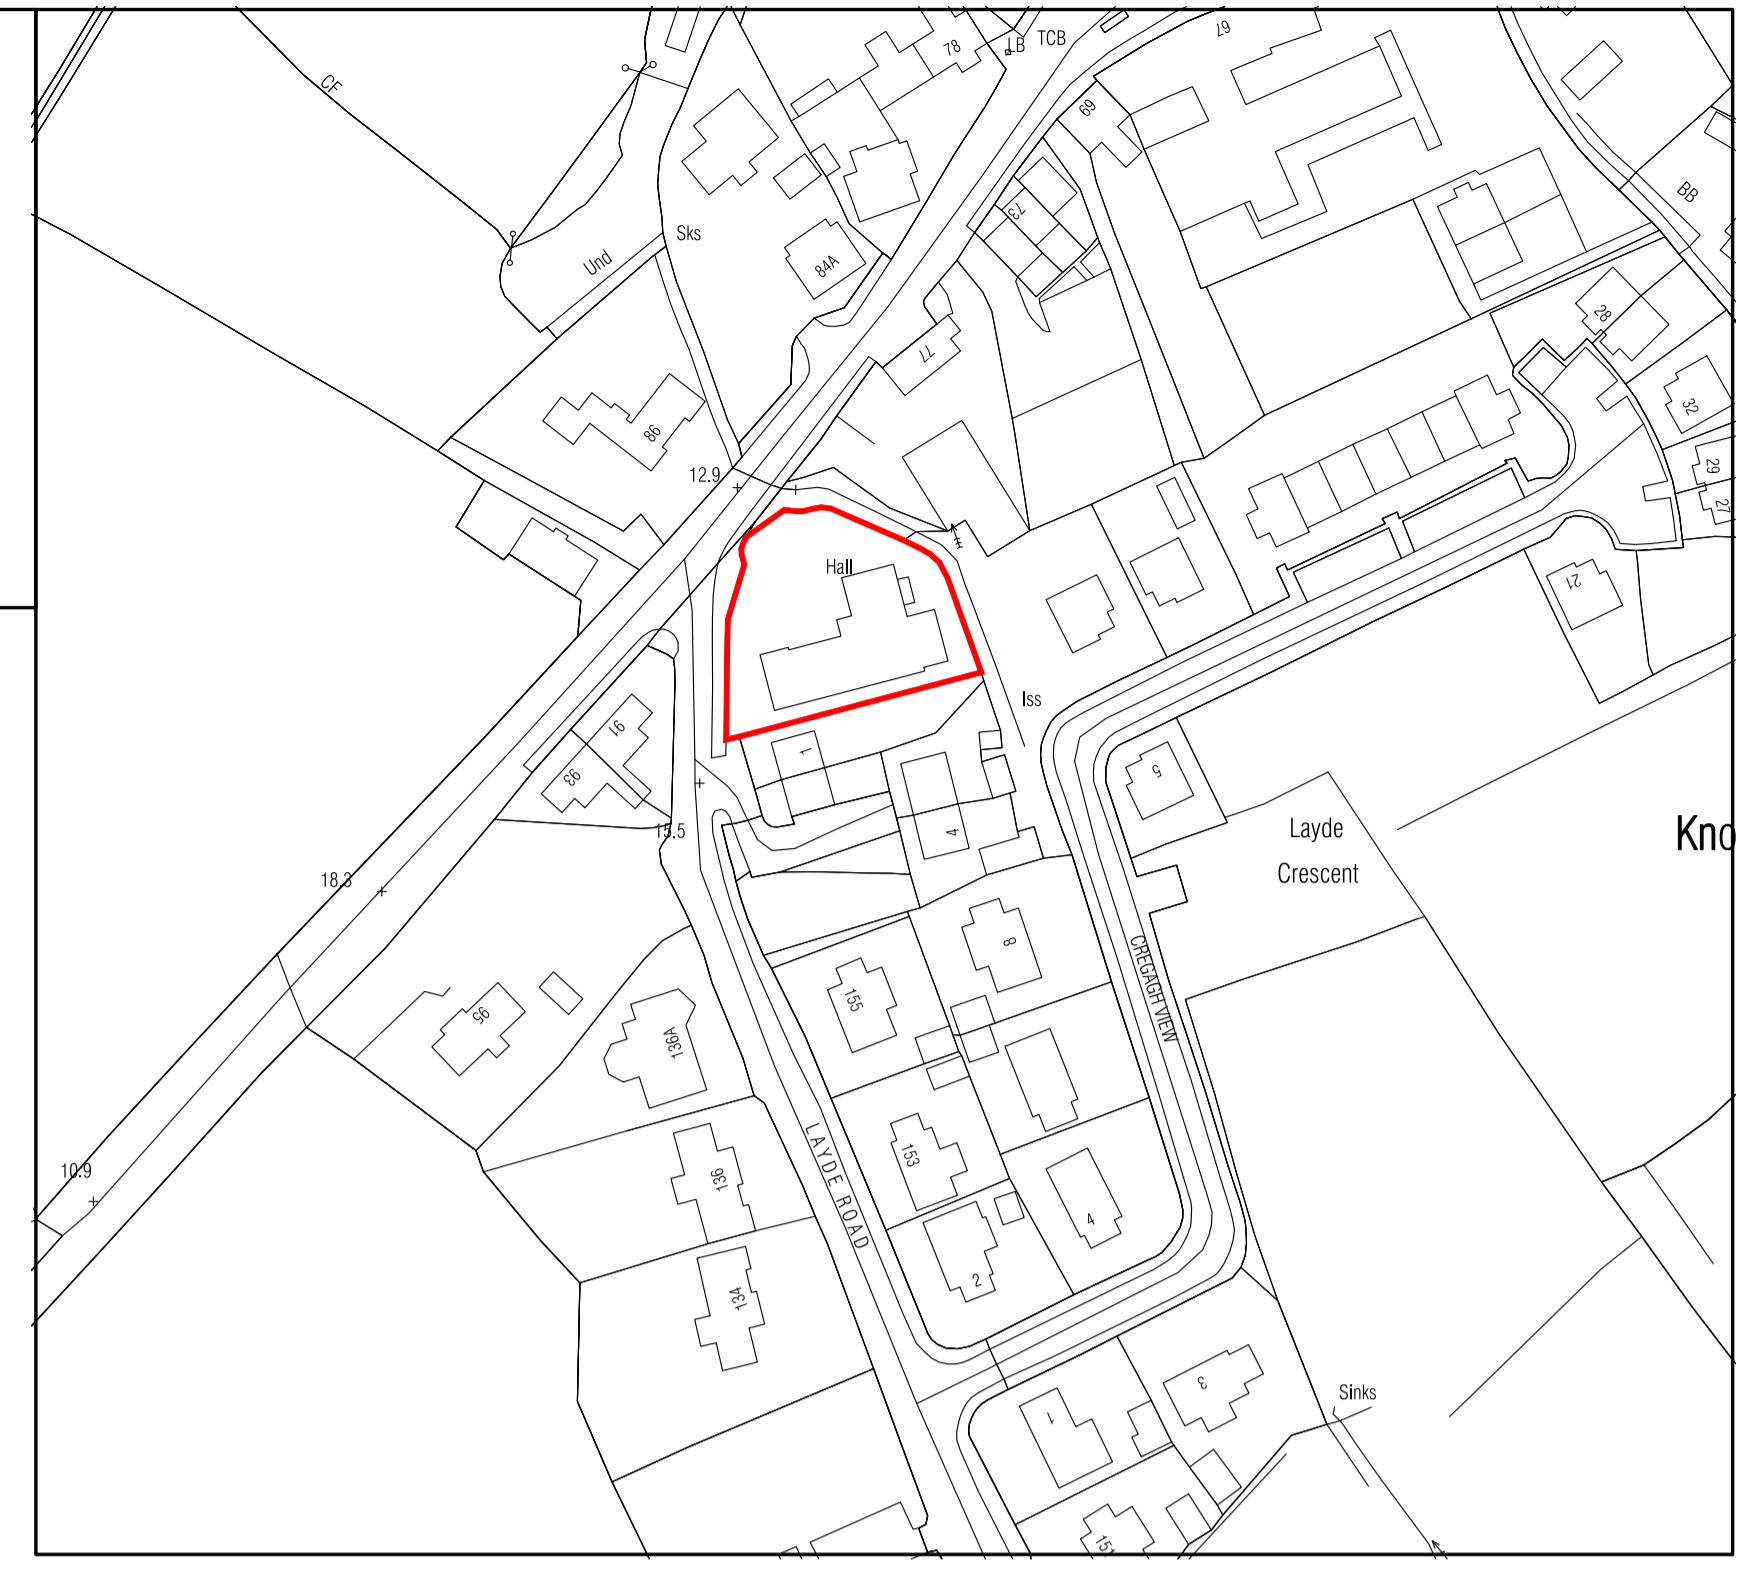 78
LB
TCB
67
CF
69
BB
73
Sks
Und
84A
28
77
32
86
29
12.9
27
Hall
21
Iss
91
1
93
5
15.5
4
Layde
Crescent
Kno
18.3
8
CREGAGH VIEW
155
95
136A
LAYDE ROAD
153
10.9
136
4
2
134
3
Sinks
1
151